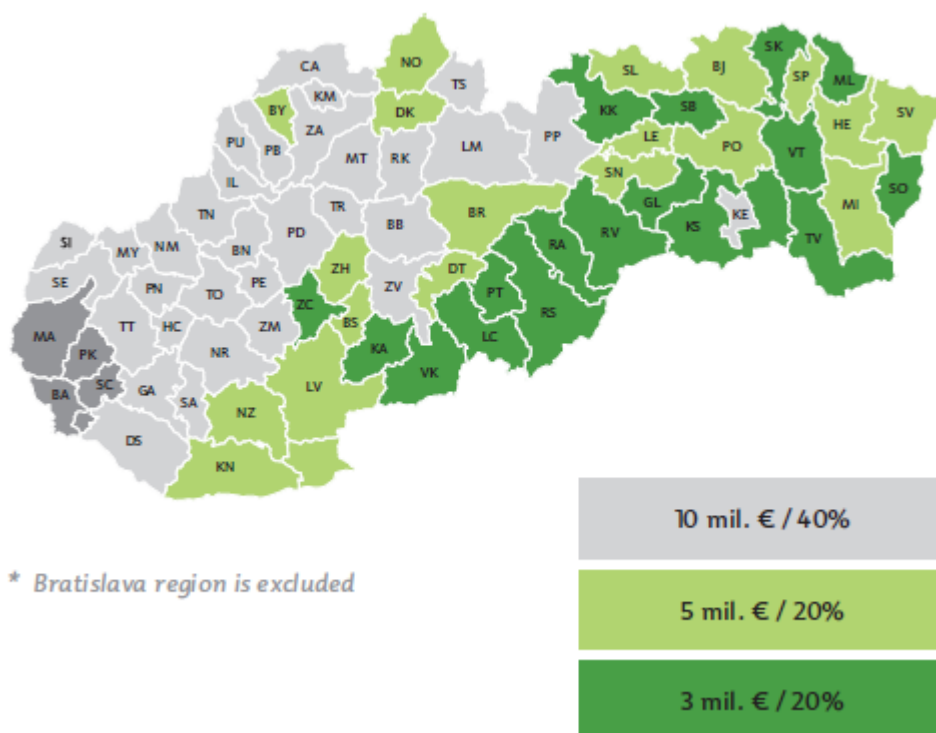 NO
CA
TS
KM
BY
DK
ZA
PU
PB
MT
RK
LM
PP
IL
TN
TR
BB
BR
SI
MY
NM
BN
PD
SE
PN
TO
PE
ZH
ZV
DT
ZC
BS
MA
TT
HC
ZM
PK
NR
KA
BA
SC
GA
SA
LV
VK
NZ
DS
KN
SK
SL
BJ
SP
ML
KK
SB
HE
SV
LE
PO
VT
SN
SO
GL
KE
MI
KS
RV
RA
TV
PT
RS
LC
10 mil. € / 40%
* Bratislava region is excluded
5 mil. € / 20%
3 mil. € / 20%